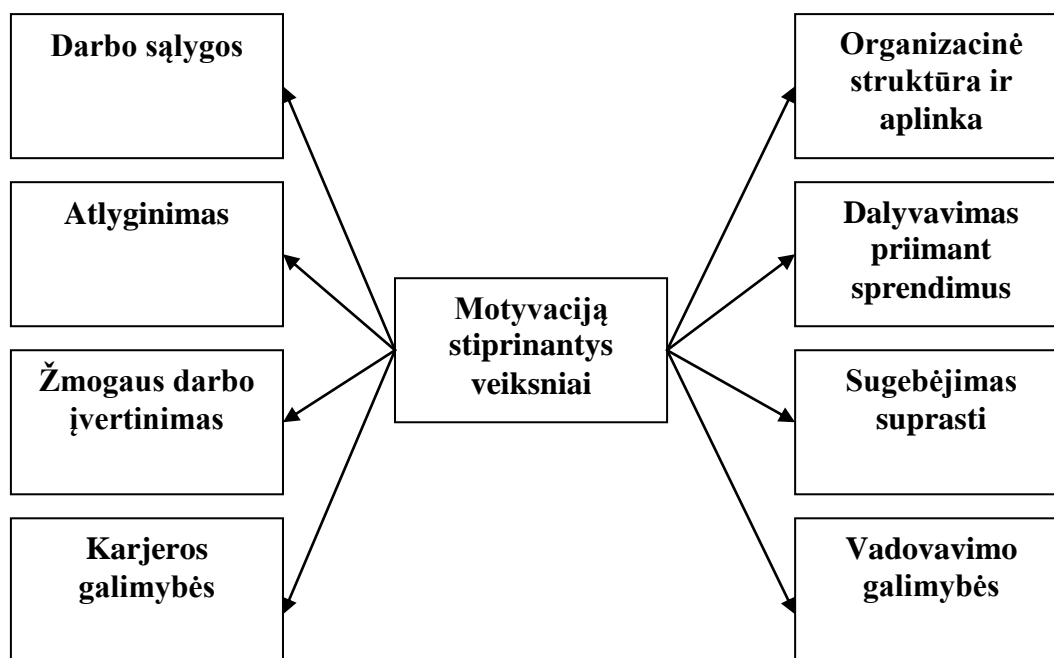 Darbo sąlygos
Atlyginimas
Žmogaus darbo
įvertinimas
Karjeros
galimybės
Motyvaciją
stiprinantys
veiksniai
Organizacinė
struktūra ir
aplinka
Dalyvavimas
priimant
sprendimus
Sugebėjimas
suprasti
Vadovavimo
galimybės